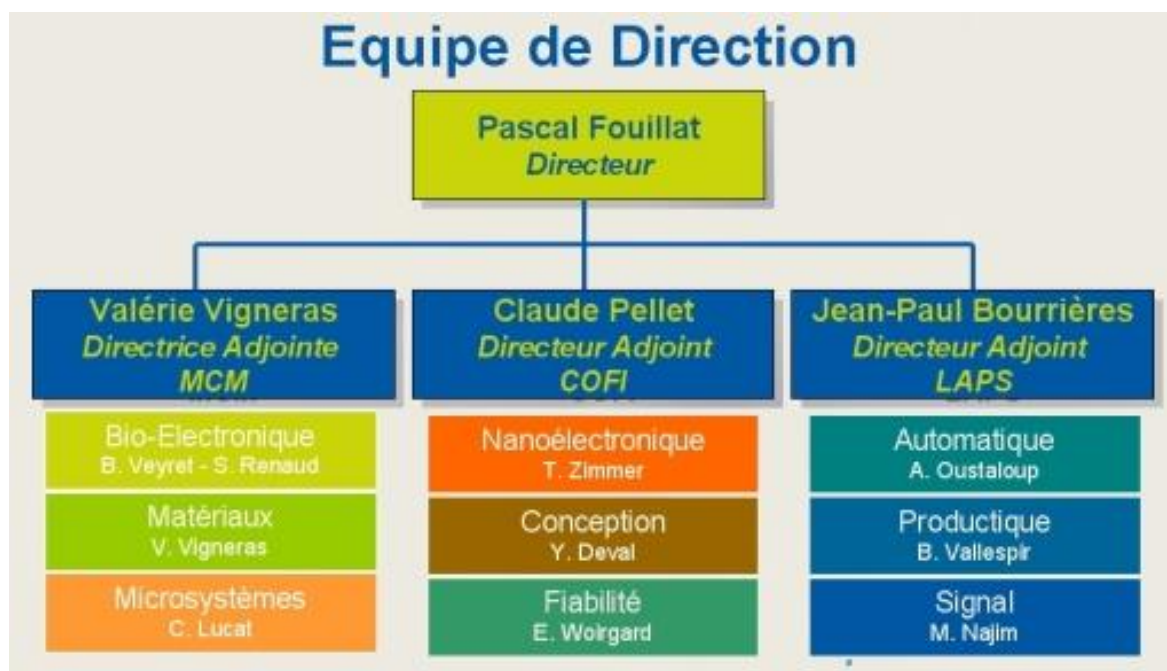 Equipe de Direction
Pascal Fouillat
Directeur
Valérie Vigneras
Directrice Adjointe
MCM
Bio-Electronique
B. Veyret - S. Renaud
Matériaux
V. Vigneras
Microsystèmes
C. Lucat
Claude Pellet
Directeur Adjoint
COFI
Nanoélectronique
T. Zimmer
Conception
Y. Deval
Fiabilité
E. Woirgard
Jean-Paul Bourrières
Directeur Adjoint
LAPS
Automatique
A. Oustaloup
Productique
B. Vallespir
Signal
M. Najim